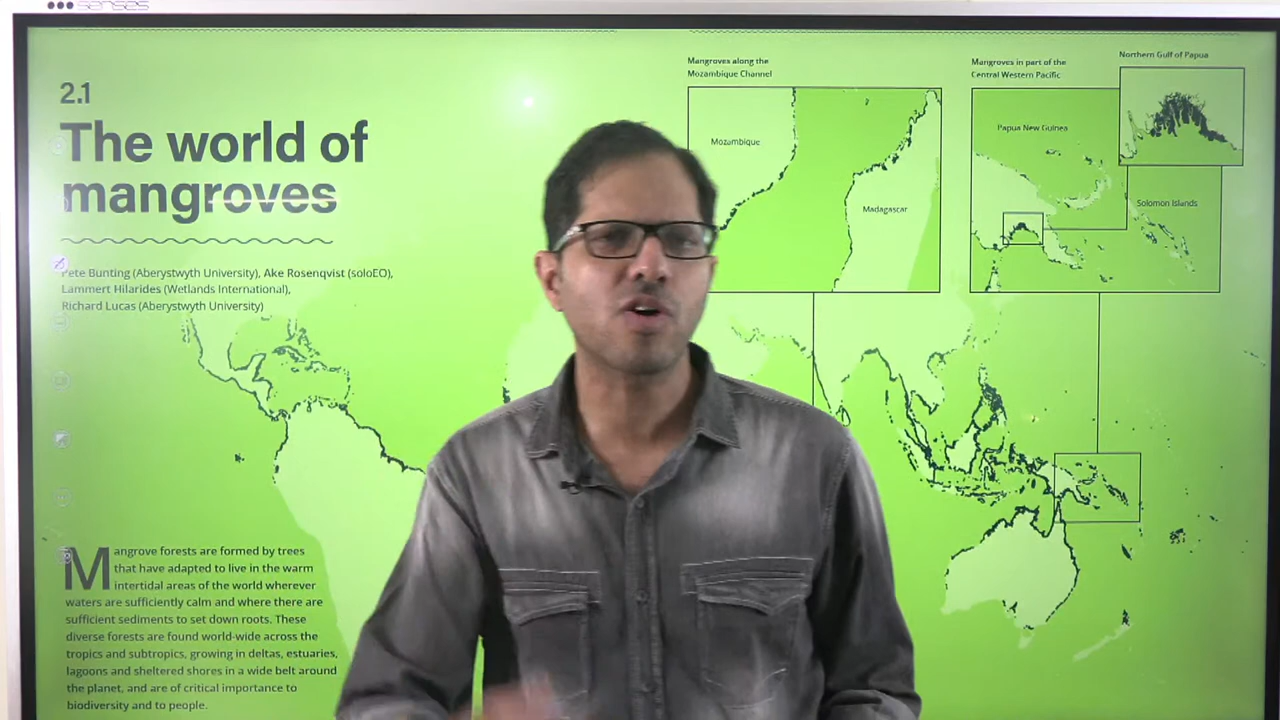 senses
2.1
The world of
mangroves
Pete Bunting (Aberystwyth University), Ake Rosenqvist (soloEO),
Lammert Hilarides (Wetlands International),
Richard Lucas (Aberystwyth University)
Mangrove forests are formed by trees
that have adapted to live in the warm
intertidal areas of the world wherever
waters are sufficiently calm and where there are
sufficient sediments to set down roots. These
diverse forests are found world-wide across the
tropics and subtropics, growing in deltas, estuaries,
lagoons and sheltered shores in a wide belt around
the planet, and are of critical importance to
biodiversity and to people.
Mangroves along the
Mozambique Channel
Mozambique
Madagascar
Mangroves in part of the
Central Western Pacific
Papua New Guinea
Northern Gulf of Papua
Solomon Islands